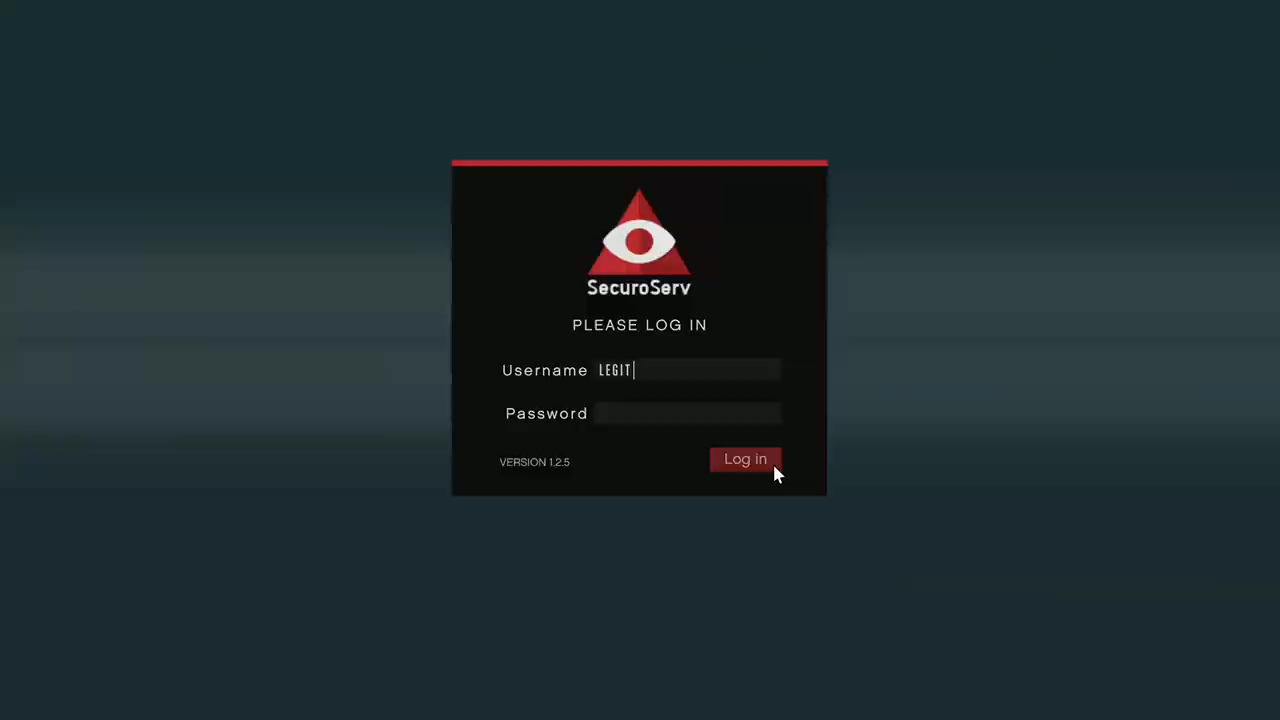 SecuroServ
PLEASE LOG IN
Username LEGIT
Password
VERSION 1.2.5 Log in